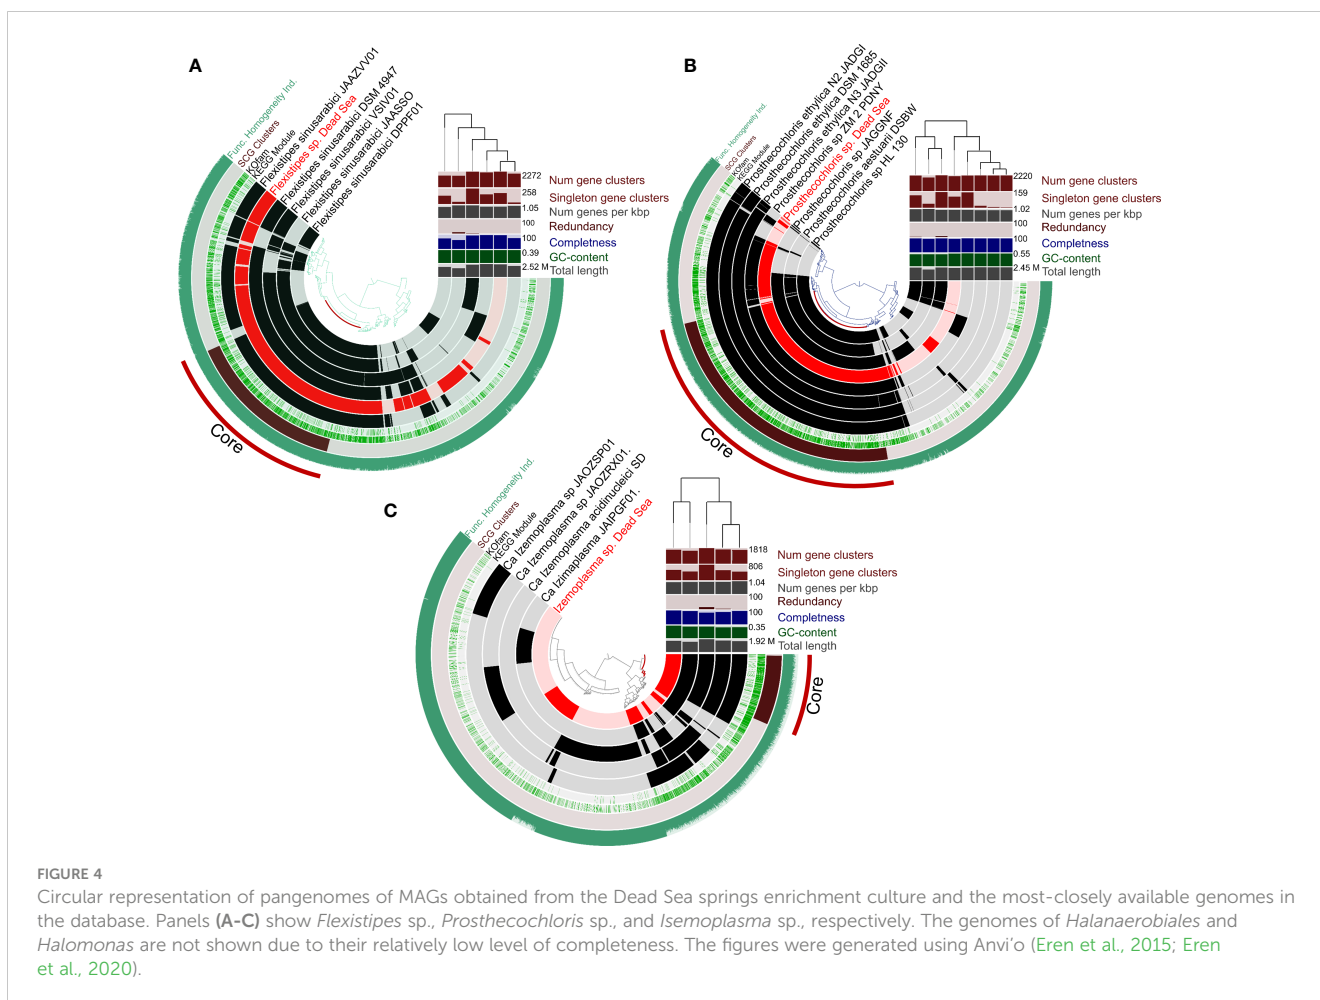 A
Func. Homogeneity Ind.
SCG Clusters
KOfam
KEGG Module
Flexistipes sinusarabici JAAZVV01
Flexistipes sp. Dead Sea
Flexistipes sinusarabici DSM 4947
Flexistipes sinusarabici VSIV01
Flexistipes sinusarabici JAASSO
Flexistipes sinusarabici DPPF01
2272 Num gene clusters
258 Singleton gene clusters
1.05 Num genes per kbp
100 Redundancy
100 Completness
0.39 GC-content
2.52 M Total length
Core
B
Func. Homogeneity Ind.
SCG Clusters
KOfam
KEGG Module
Prosthecochloris ethylica N2 JADGI
Prosthecochloris ethylica DSM 1685
Prosthecochloris ethylica N3 JADGII
Prosthecochloris sp ZM 2 PDNY
Prosthecochloris sp. Dead Sea
Prosthecochloris sp JAGGNF
Prosthecochloris aestuarii DSBW
Prosthecochloris sp HL 130
2220 Num gene clusters
159 Singleton gene clusters
1.02 Num genes per kbp
100 Redundancy
100 Completness
0.55 GC-content
2.45 M Total length
Core
C
Func. Homogeneity Ind.
SCG Clusters
KOfam
KEGG Module
Ca Izemoplasma sp JAOZSP01
Ca Izemoplasma sp JAOZRX01.
Ca Izemoplasma acidinucleici SD
Ca Izimaplasma JAIPGF01.
Izemoplasma sp. Dead Sea
1818 Num gene clusters
806 Singleton gene clusters
1.04 Num genes per kbp
100 Redundancy
100 Completness
0.35 GC-content
1.92 M Total length
Core
FIGURE 4
Circular representation of pangenomes of MAGs obtained from the Dead Sea springs enrichment culture and the most-closely available genomes in
the database. Panels (A-C) show Flexistipes sp., Prosthecochloris sp., and Isemoplasma sp., respectively. The genomes of Halanaerobiales and
Halomonas are not shown due to their relatively low level of completeness. The figures were generated using Anvi'o (Eren et al., 2015; Eren
et al., 2020).